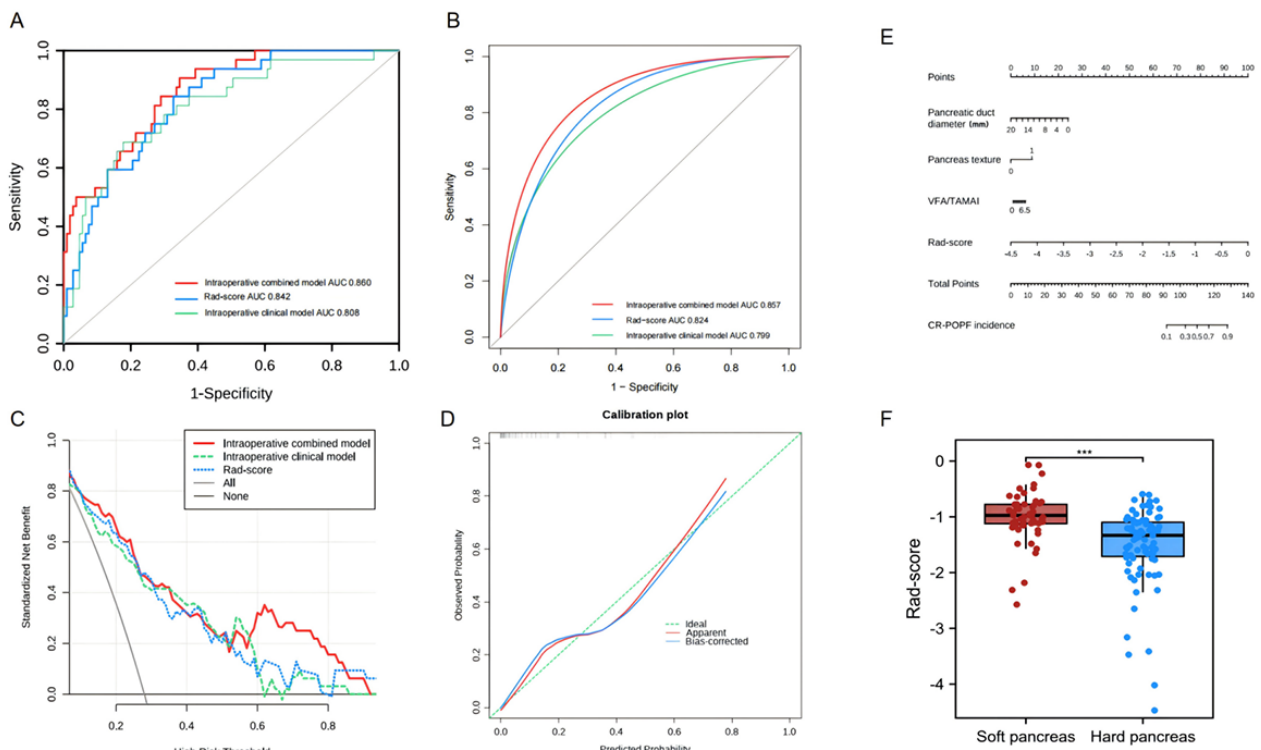 A
1.0
0.8
0.6
0.4
0.2
0.0
Sensitivity
Intraoperative combined model AUC 0.860
Rad-score AUC 0.842
Intraoperative clinical model AUC 0.808
0.0 0.2 0.4 0.6 0.8 1.0
1-Specificity
B
1.0
0.8
0.6
0.4
0.2
0.0
Sensitivity
Intraoperative combined model AUC 0.857
Rad-score AUC 0.824
Intraoperative clinical model AUC 0.799
0.0 0.2 0.4 0.6 0.8 1.0
1 - Specificity
E
Points
0 10 20 30 40 50 60 70 80 90 100
Pancreatic duct
diameter (mm)
20 14 8 4 0
Pancreas texture
1
0
VFA/TAMAI
0 6.5
Rad-score
-4.5 -4 -3.5 -3 -2.5 -2 -1.5 -1 -0.5 0
Total Points
0 10 20 30 40 50 60 70 80 90 100 120 140
CR-POPF incidence
0.1 0.3 0.5 0.7 0.9
C
1.0
0.8
0.6
0.4
0.2
0.0
Standardized Net Benefit
Intraoperative combined model
Intraoperative clinical model
Rad-score
All
None
0.2 0.4 0.6 0.8
High Risk Threshold
D
Calibration plot
1.0
0.8
0.6
0.4
0.2
0.0
Observed Probability
Ideal
Apparent
Bias-corrected
0.0 0.2 0.4 0.6 0.8 1.0
Predicted Probability
F
***
0
-1
-2
-3
-4
Rad-score
Soft pancreas Hard pancreas